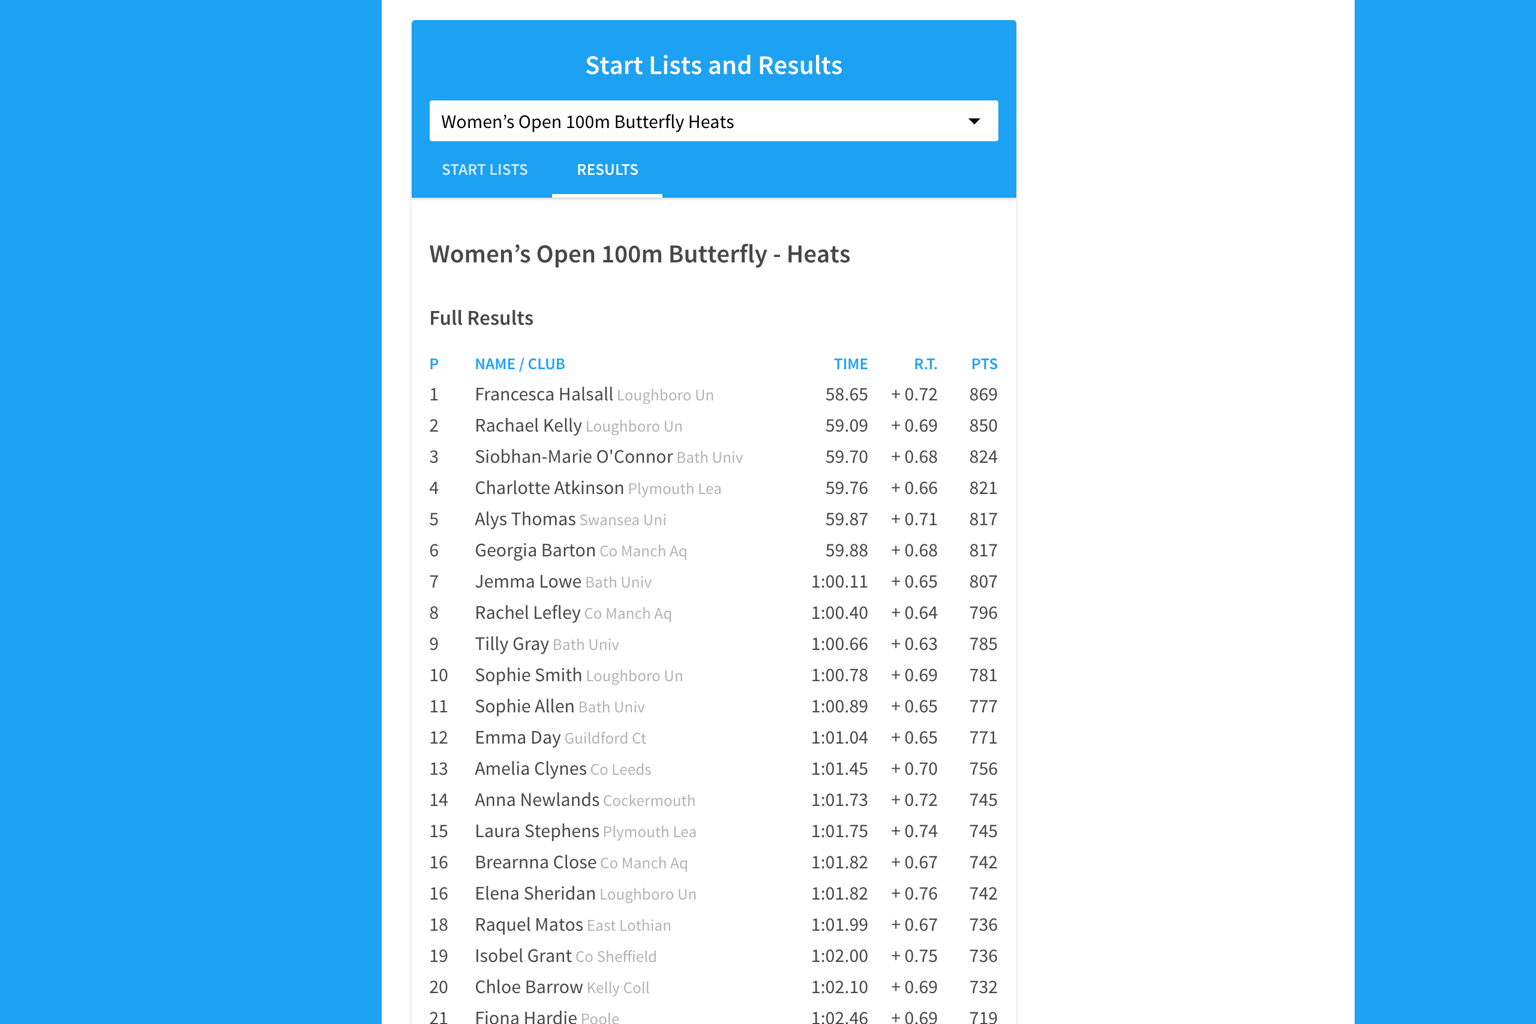 Start Lists and Results
Women’s Open 100m Butterfly Heats
START LISTS RESULTS
Women’s Open 100m Butterfly - Heats
Full Results
P NAME / CLUB TIME R.T. PTS
1 Francesca Halsall Loughboro Un 58.65 + 0.72 869
2 Rachael Kelly Loughboro Un 59.09 + 0.69 850
3 Siobhan-Marie O'Connor Bath Univ 59.70 + 0.68 824
4 Charlotte Atkinson Plymouth Lea 59.76 + 0.66 821
5 Alys Thomas Swansea Uni 59.87 + 0.71 817
6 Georgia Barton Co Manch Aq 59.88 + 0.68 817
7 Jemma Lowe Bath Univ 1:00.11 + 0.65 807
8 Rachel Lefley Co Manch Aq 1:00.40 + 0.64 796
9 Tilly Gray Bath Univ 1:00.66 + 0.63 785
10 Sophie Smith Loughboro Un 1:00.78 + 0.69 781
11 Sophie Allen Bath Univ 1:00.89 + 0.65 777
12 Emma Day Guildford Ct 1:01.04 + 0.65 771
13 Amelia Clynes Co Leeds 1:01.45 + 0.70 756
14 Anna Newlands Cockermouth 1:01.73 + 0.72 745
15 Laura Stephens Plymouth Lea 1:01.75 + 0.74 745
16 Brearnna Close Co Manch Aq 1:01.82 + 0.67 742
16 Elena Sheridan Loughboro Un 1:01.82 + 0.76 742
18 Raquel Matos East Lothian 1:01.99 + 0.67 736
19 Isobel Grant Co Sheffield 1:02.00 + 0.75 736
20 Chloe Barrow Kelly Coll 1:02.10 + 0.69 732
21 Fiona Hardie Poole 1:02.46 + 0.69 719